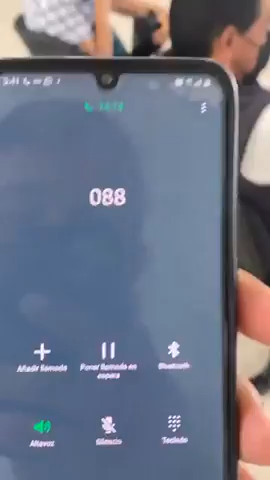 088
Añadir llamada
Poner llamada en
espera
Bluetooth
Altavoz
Silencio
Teclado